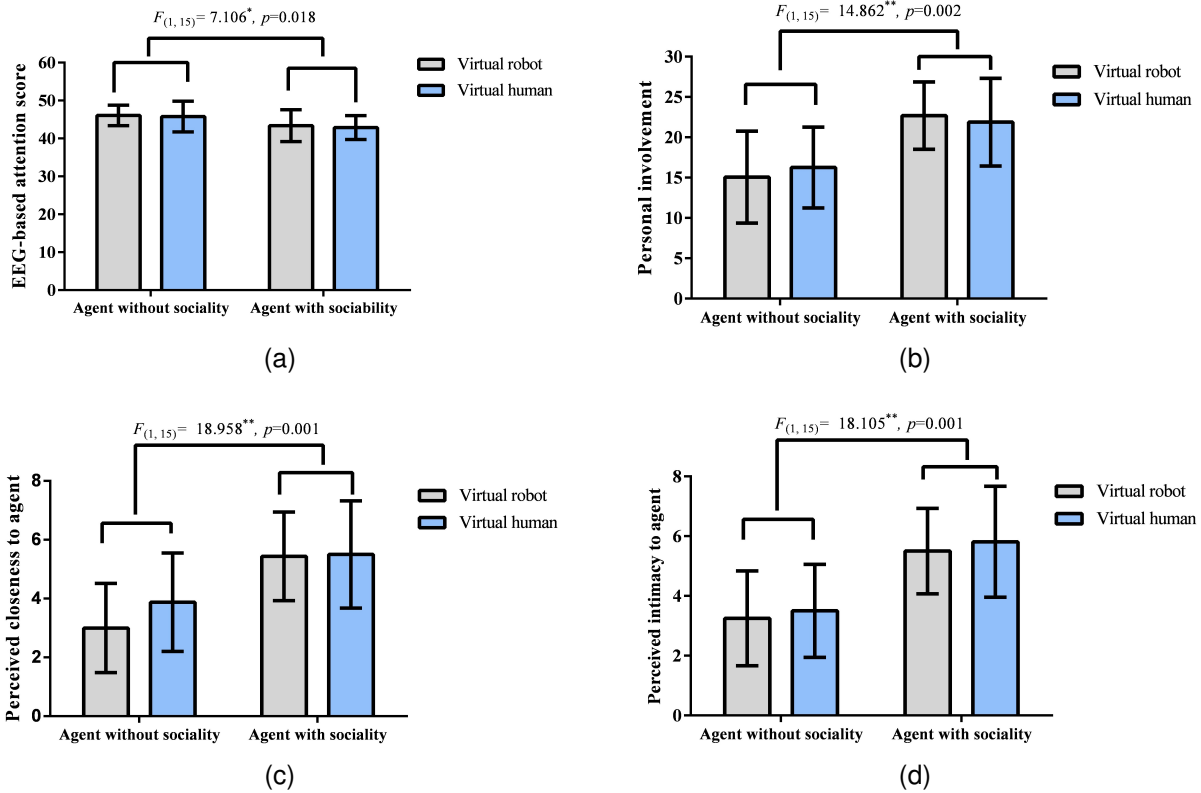 F(1, 15)= 7.106*, p=0.018
Virtual robot
Virtual human
EEG-based attention score
60
50
40
30
20
10
0
Agent without sociality Agent with sociability
(a)
F(1, 15)= 14.862**, p=0.002
Virtual robot
Virtual human
Personal involvement
30
25
20
15
10
5
0
Agent without sociality Agent with sociality
(b)
F(1, 15)= 18.958**, p=0.001
Virtual robot
Virtual human
Perceived closeness to agent
8
6
4
2
0
Agent without sociality Agent with sociality
(c)
F(1, 15)= 18.105**, p=0.001
Virtual robot
Virtual human
Perceived intimacy to agent
8
6
4
2
0
Agent without sociality Agent with sociality
(d)